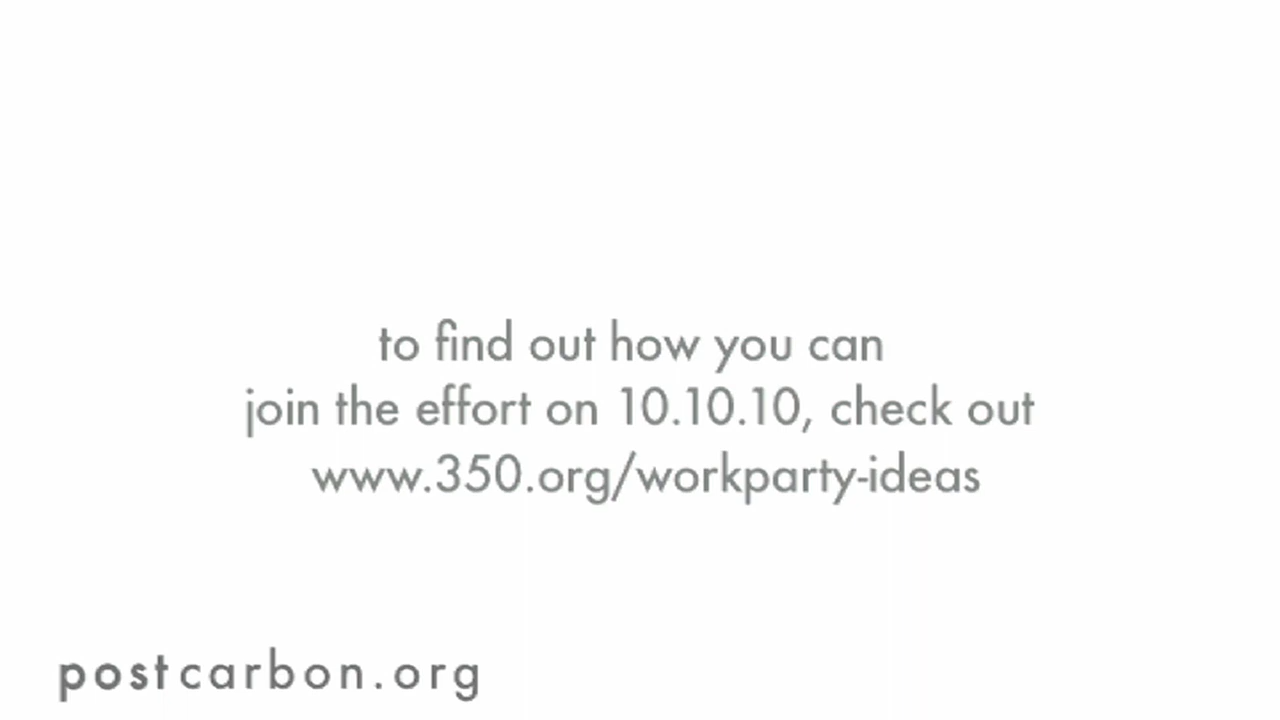 to find out how you can
join the effort on 10.10.10, check out
www.350.org/workparty-ideas
postcarbon.org